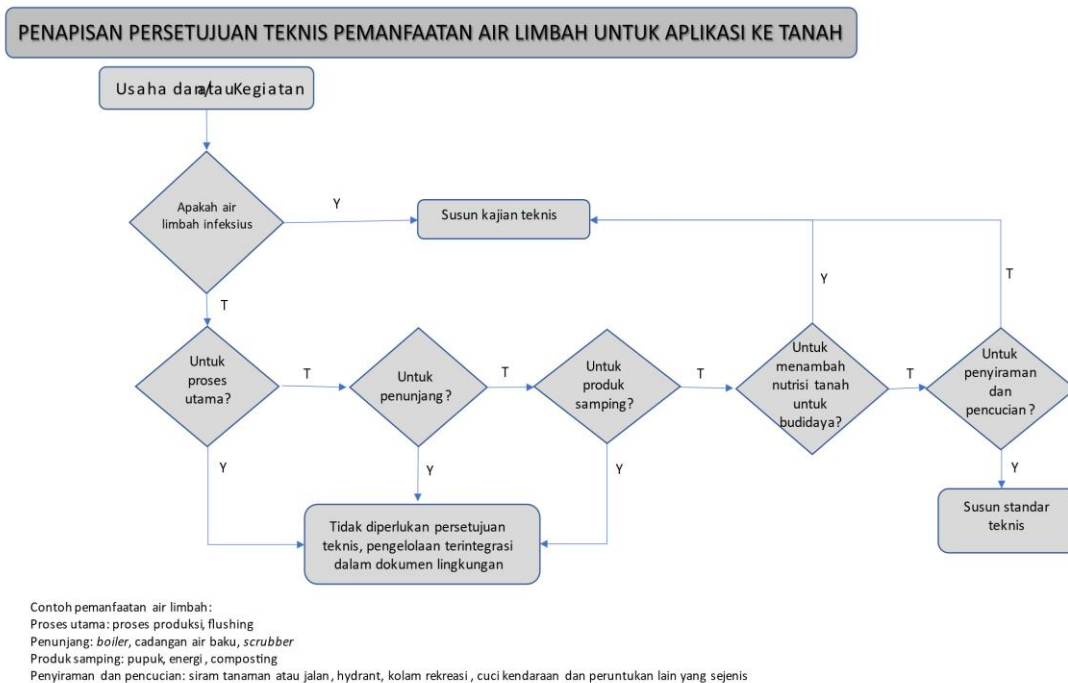 PENAPISAN PERSETUJUAN TEKNIS PEMANFAATAN AIR LIMBAH UNTUK APLIKASI KE TANAH
Usaha dan/atau Kegiatan
Apakah air
limbah infeksius
Y
Susun kajian teknis
T
Y
T
Untuk
proses
utama?
T
Untuk
penunjang?
T
Untuk
produk
samping?
T
Untuk
menambah
nutrisi tanah
untuk
budidaya?
T
Untuk
penyiraman
dan
pencucian?
Y
Y
Y
Y
Tidak diperlukan persetujuan
teknis, pengelolaan terintegrasi
dalam dokumen lingkungan
Susun standar
teknis
Contoh pemanfaatan air limbah:
Proses utama: proses produksi, flushing
Penunjang: boiler, cadangan air baku, scrubber
Produk samping: pupuk, energi, composting
Penyiraman dan pencucian: siram tanaman atau jalan, hydrant, kolam rekreasi, cuci kendaraan dan peruntukan lain yang sejenis